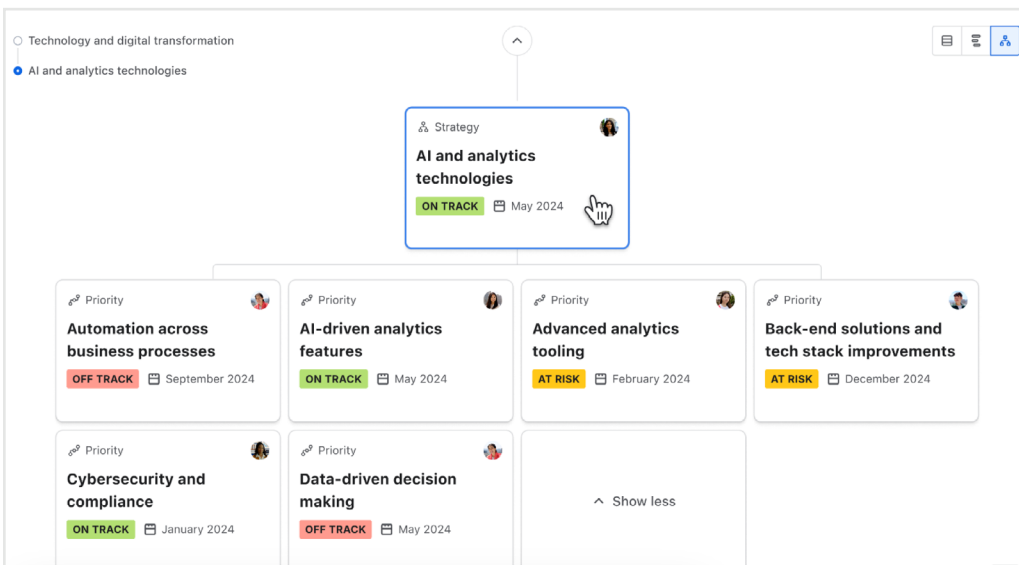 Technology and digital transformation
AI and analytics technologies
Strategy
AI and analytics
technologies
ON TRACK May 2024
Priority
Automation across
business processes
OFF TRACK September 2024
Priority
AI-driven analytics
features
ON TRACK May 2024
Priority
Advanced analytics
tooling
AT RISK February 2024
Priority
Back-end solutions and
tech stack improvements
AT RISK December 2024
Priority
Cybersecurity and
compliance
ON TRACK January 2024
Priority
Data-driven decision
making
OFF TRACK May 2024
Show less